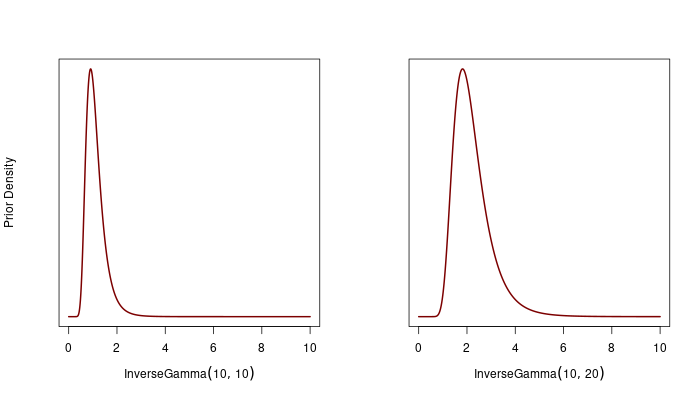 Prior Density
0 2 4 6 8 10
InverseGamma(10, 10)
0 2 4 6 8 10
InverseGamma(10, 20)